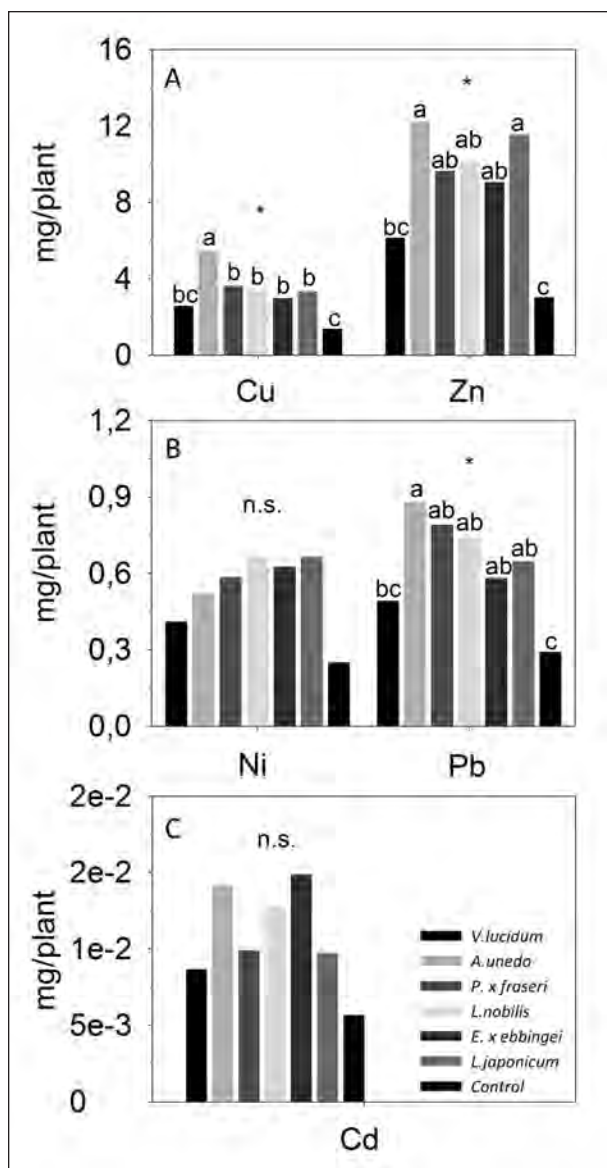 A
16
12
8
4
0
mg/plant
*
*
bc
a
b
b
b
b
c
bc
a
ab
ab
ab
a
c
Cu
Zn
B
1,2
0,9
0,6
0,3
0,0
mg/plant
n.s.
*
bc
a
ab
ab
ab
ab
c
Ni
Pb
C
2e-2
2e-2
1e-2
5e-3
0
mg/plant
n.s.
V.lucidum
A.unedo
P. x fraseri
L.nobilis
E. x ebbingei
L.japonicum
Control
Cd